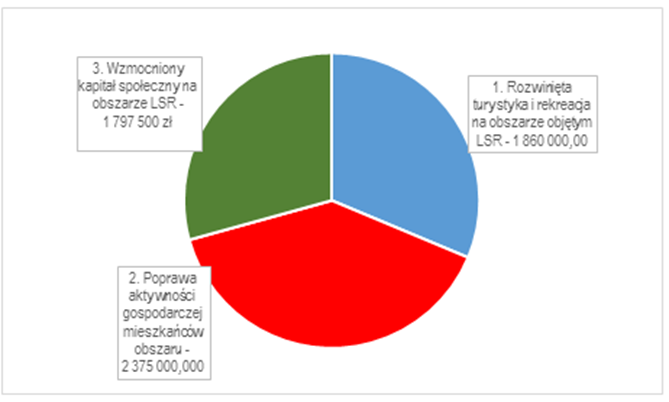 3. Wzmocniony
kapitał społeczny na
obszarze LSR -
1 797 500 zł
1. Rozwinięta
turystyka i rekreacja
na obszarze objętym
LSR - 1 860 000,00
2. Poprawa
aktywności
gospodarczej
mieszkańców
obszaru -
2 375 000,000